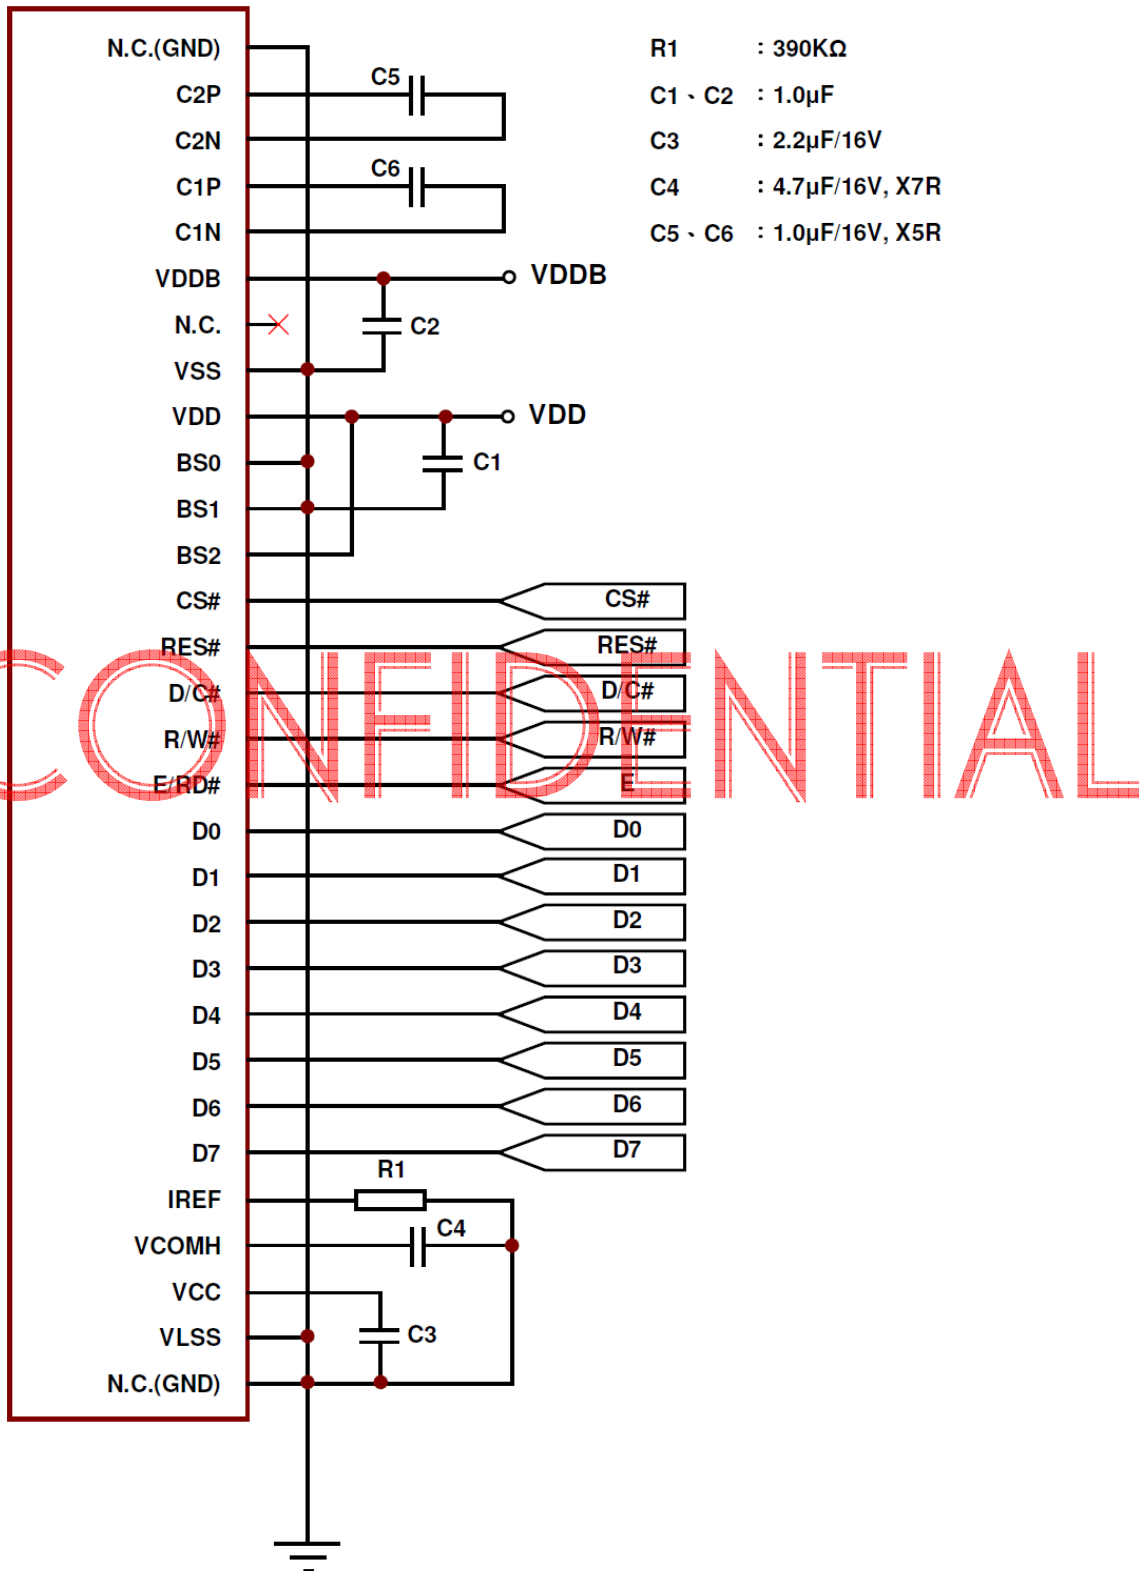 N.C.(GND)
C2P
C2N
C1P
C1N
VDDB
N.C.
VSS
VDD
BS0
BS1
BS2
CS#
RES#
D/C#
R/W#
E/RD#
D0
D1
D2
D3
D4
D5
D6
D7
IREF
VCOMH
VCC
VLSS
N.C.(GND)
C5
C6
VDDB
C2
VDD
C1
CS#
RES#
D/C#
R/W#
E
D0
D1
D2
D3
D4
D5
D6
D7
R1
C4
C3
R1 : 390KΩ
C1、C2 : 1.0µF
C3 : 2.2µF/16V
C4 : 4.7µF/16V, X7R
C5、C6 : 1.0µF/16V, X5R
CONFIDENTIAL